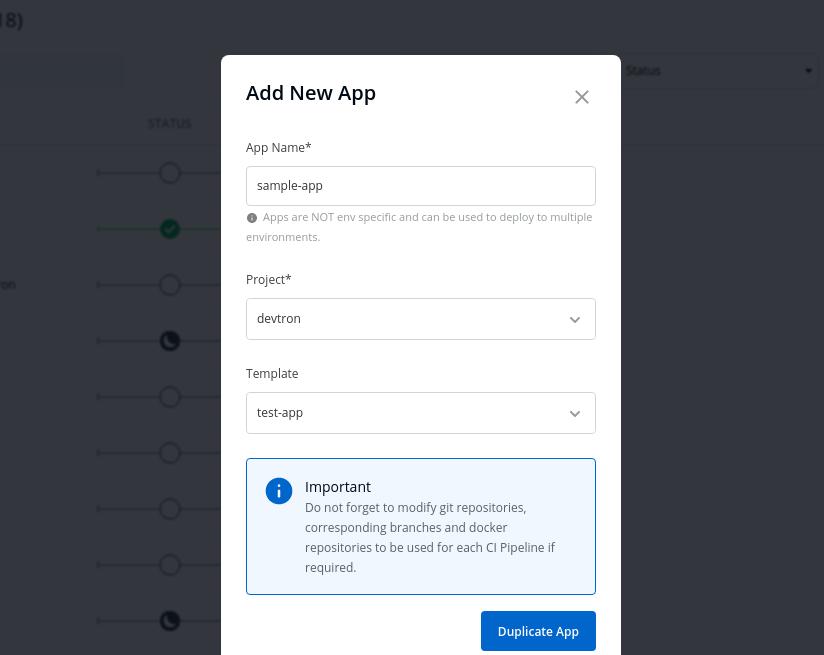 18)
Status
STATUS
ron
Add New App
App Name*
sample-app
Apps are NOT env specific and can be used to deploy to multiple
environments.
Project*
devtron
Template
test-app
Important
Do not forget to modify git repositories,
corresponding branches and docker
repositories to be used for each CI Pipeline if
required.
Duplicate App